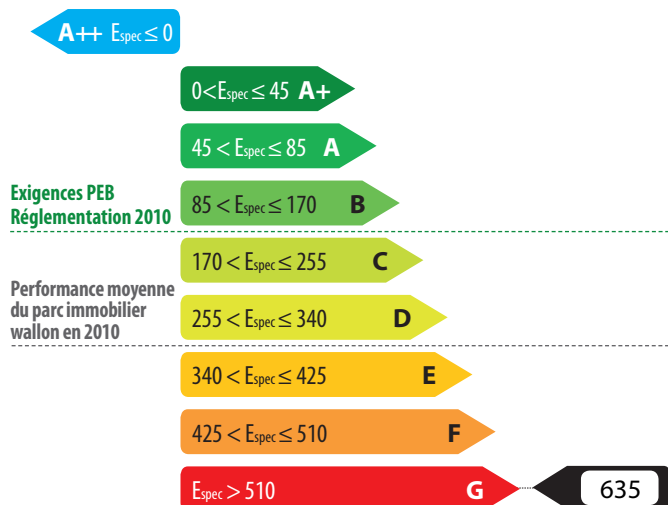 A++ Espec ≤ 0
0<Espec ≤ 45 A+
45 < Espec ≤ 85 A
Exigences PEB
Réglementation 2010
85 < Espec ≤ 170 B
170 < Espec ≤ 255 C
Performance moyenne
du parc immobilier
wallon en 2010
255 < Espec ≤ 340 D
340 < Espec ≤ 425 E
425 < Espec ≤ 510 F
Espec > 510 G 635